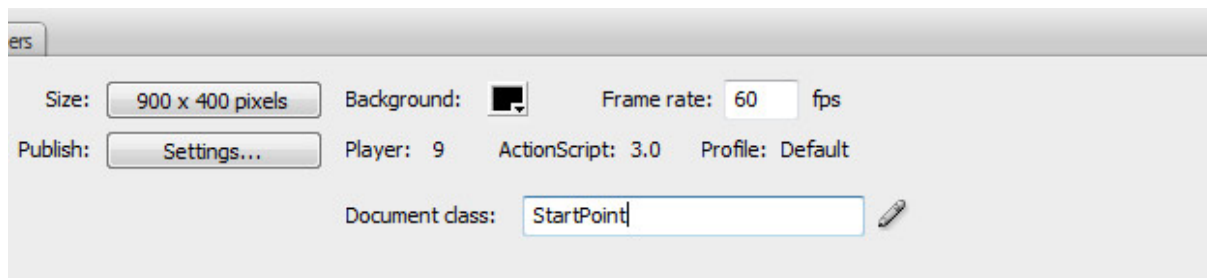 ers
Size: 900 x 400 pixels Background: Frame rate: 60 fps
Publish: Settings... Player: 9 ActionScript: 3.0 Profile: Default
Document class: StartPoint